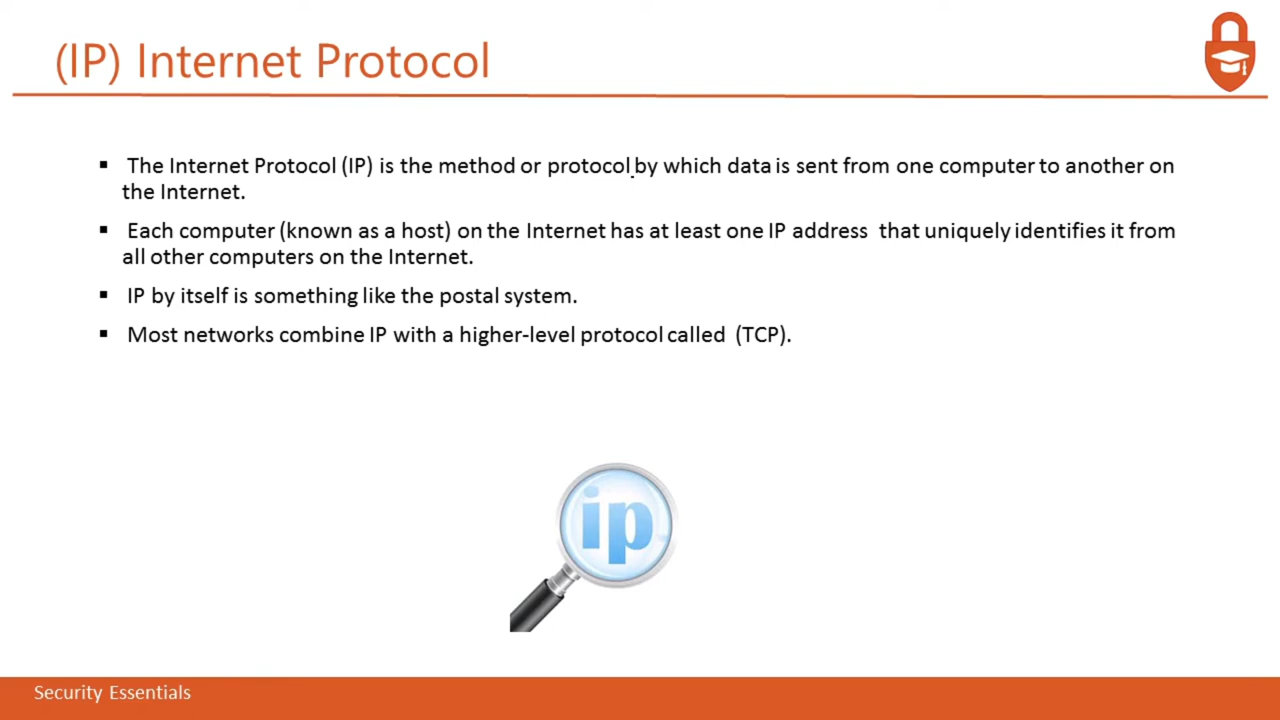 (IP) Internet Protocol
▪ The Internet Protocol (IP) is the method or protocol by which data is sent from one computer to another on
the Internet.
▪ Each computer (known as a host) on the Internet has at least one IP address that uniquely identifies it from
all other computers on the Internet.
▪ IP by itself is something like the postal system.
▪ Most networks combine IP with a higher-level protocol called (TCP).
ip
Security Essentials